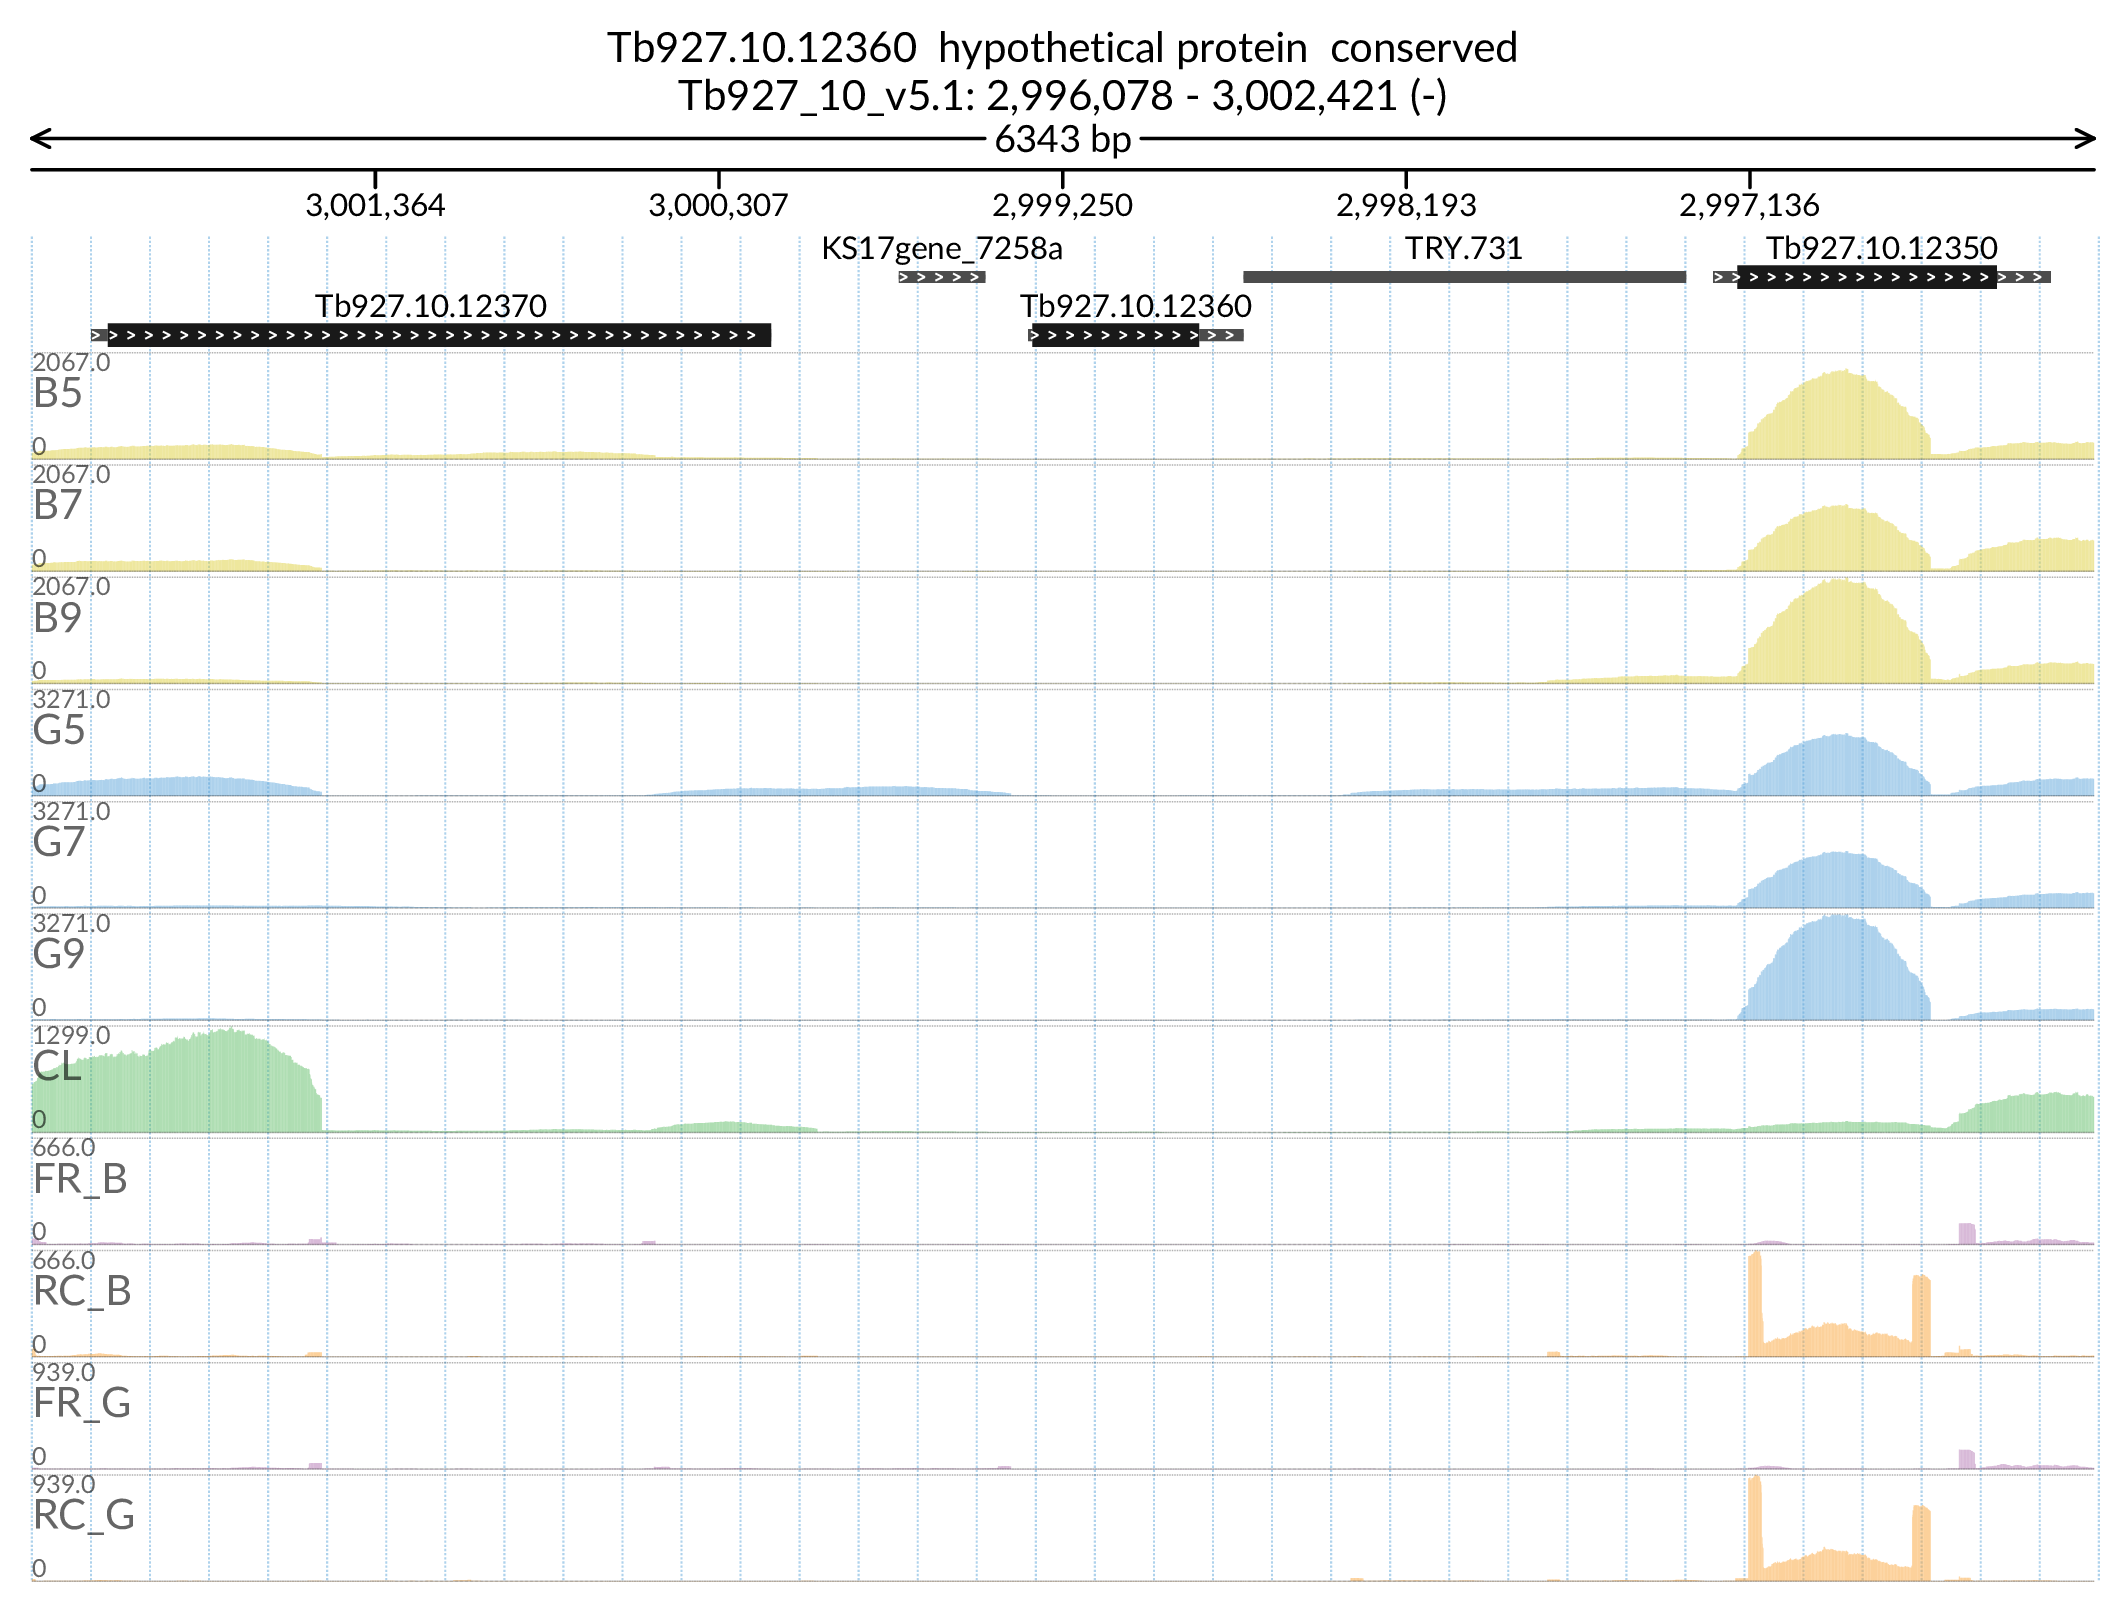 Tb927.10.12360  hypothetical protein  conserved
Tb927_10_v5.1: 2,996,078 - 3,002,421 (-)
6343 bp
3,001,364 3,000,307 2,999,250 2,998,193 2,997,136
KS17gene_7258a TRY.731 Tb927.10.12350
Tb927.10.12370 Tb927.10.12360
2067.0
B5
0
2067.0
B7
0
2067.0
B9
0
3271.0
G5
0
3271.0
G7
0
3271.0
G9
0
1299.0
CL
0
666.0
FR_B
0
666.0
RC_B
0
939.0
FR_G
0
939.0
RC_G
0